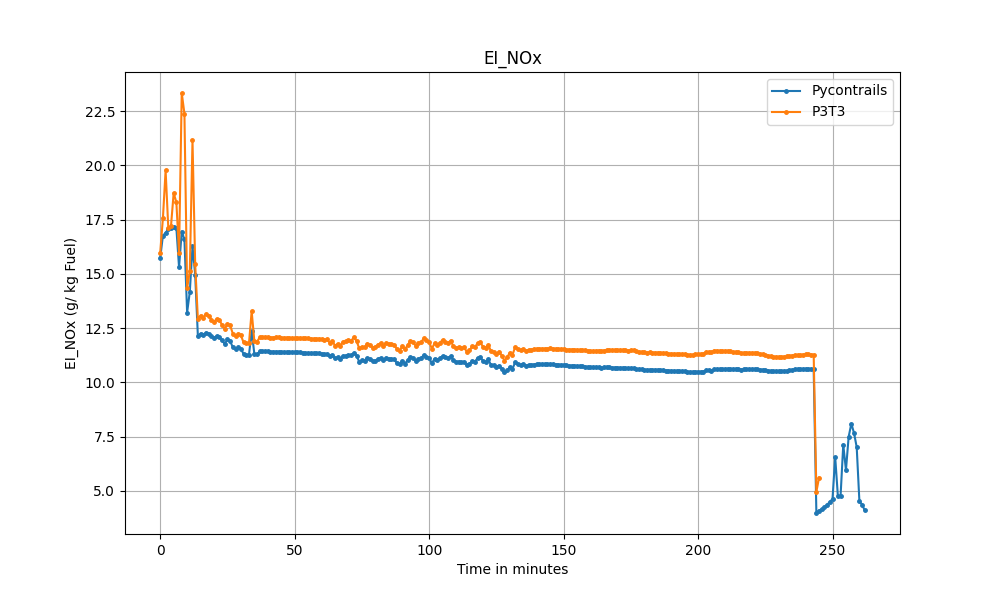 EI_NOx
Pycontrails
P3T3
EI_NOx (g/ kg Fuel)
22.5
20.0
17.5
15.0
12.5
10.0
7.5
5.0
0 50 100 150 200 250
Time in minutes